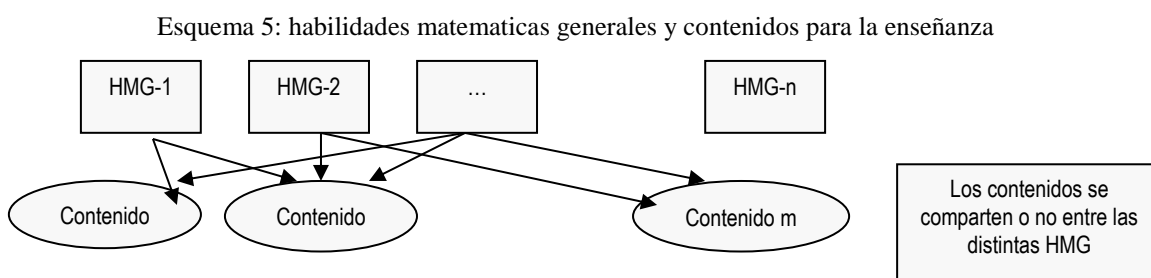 Esquema 5: habilidades matematicas generales y contenidos para la enseñanza
HMG-1
HMG-2
…
HMG-n
Contenido
Contenido
Contenido m
Los contenidos se
comparten o no entre las
distintas HMG